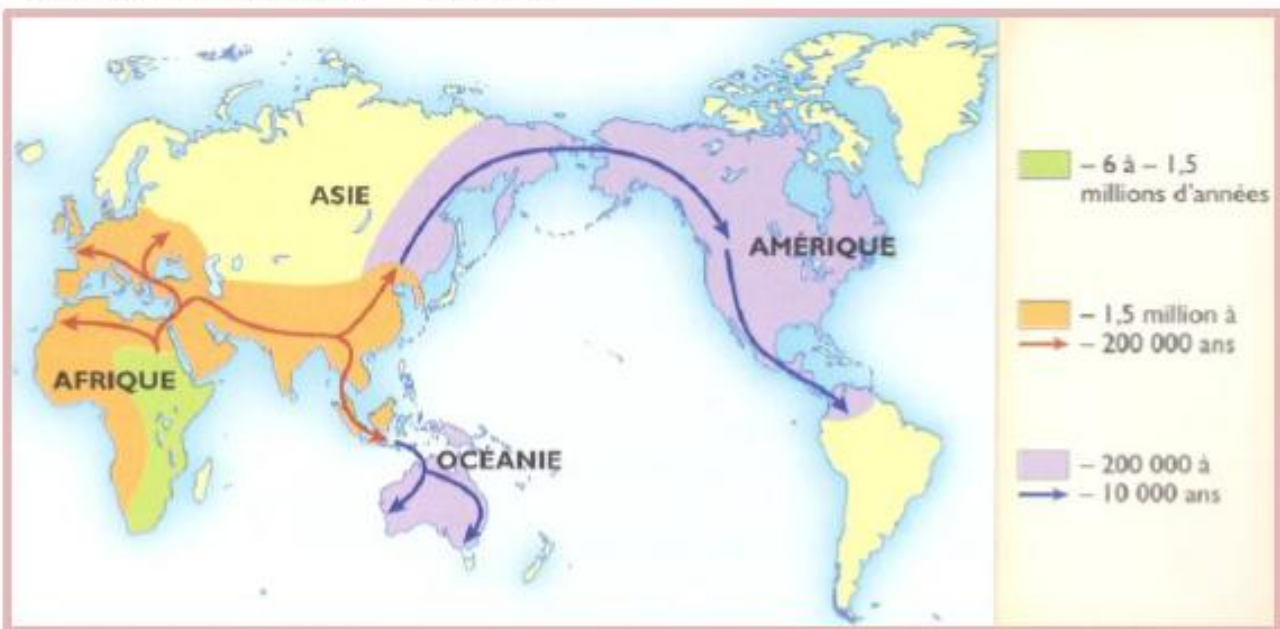 ASIE
AMÉRIQUE
AFRIQUE
OCÉANIE
– 6 à – 1,5
millions d'années
– 1,5 million à
– 200 000 ans
– 200 000 à
– 10 000 ans